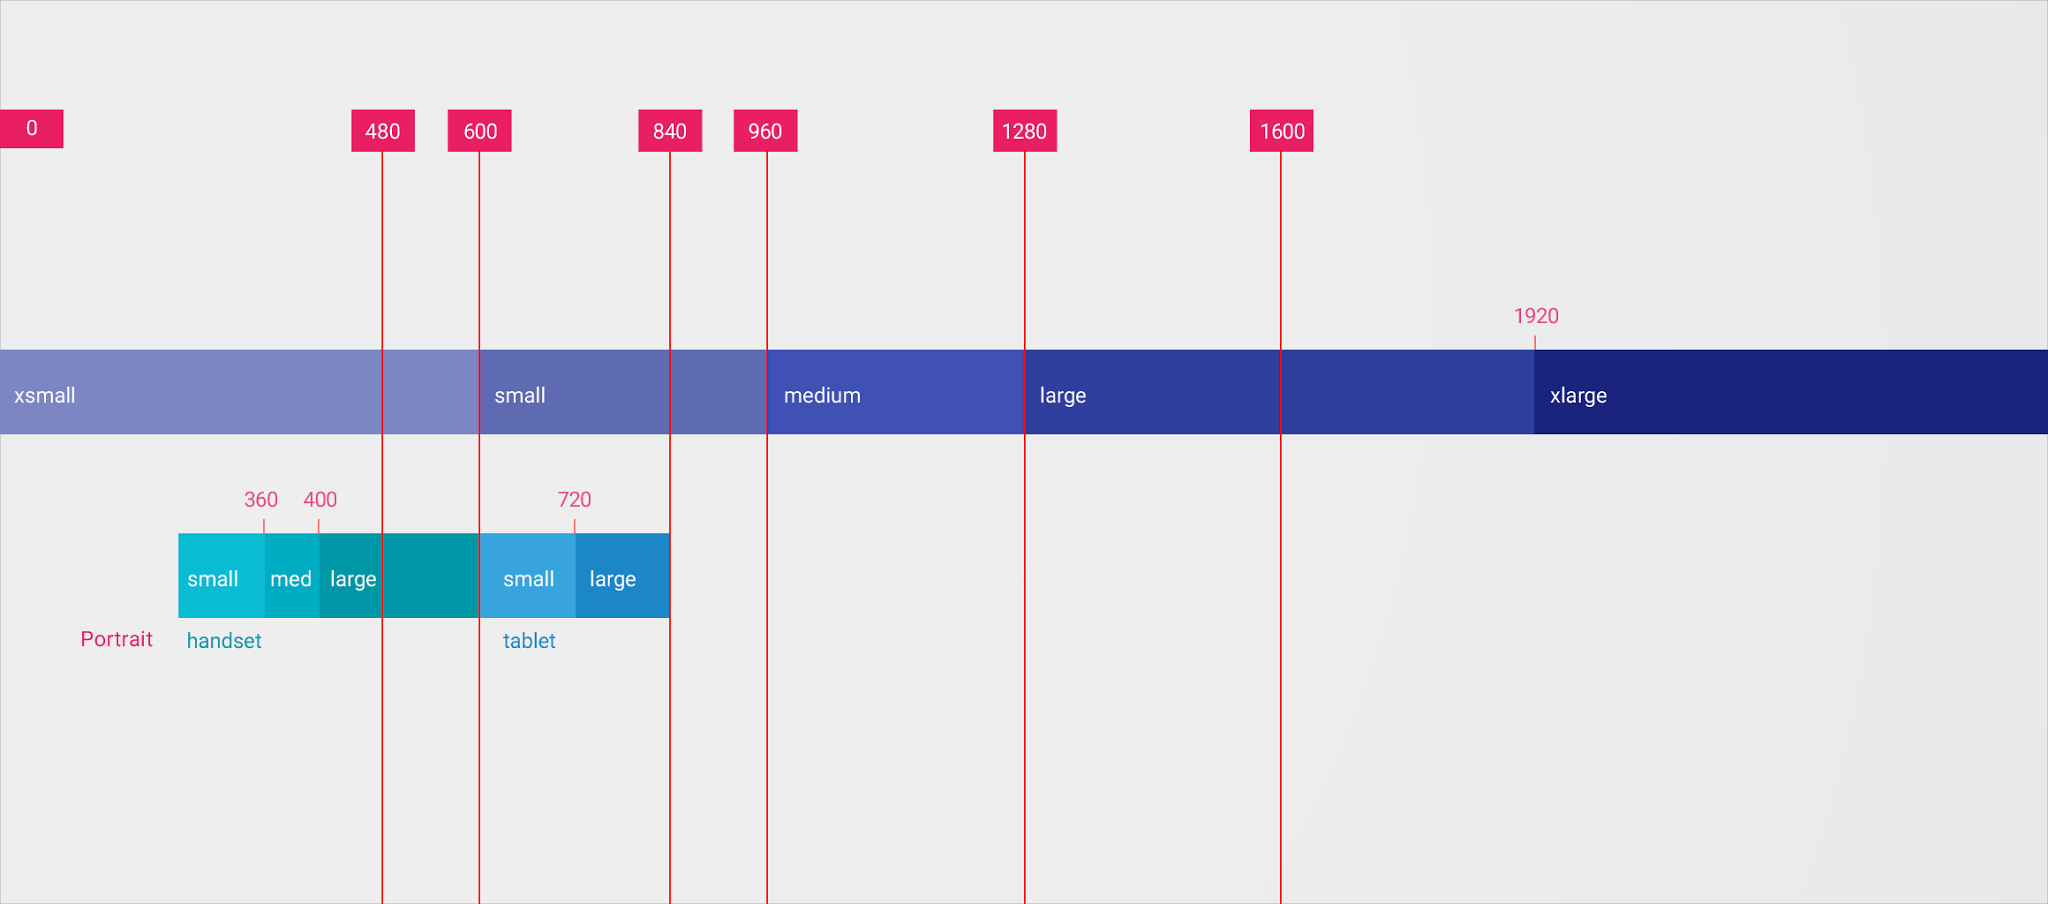 0
480
600
840
960
1280
1600
1920
xsmall
small
medium
large
xlarge
360
400
720
small
med
large
small
large
Portrait
handset
tablet